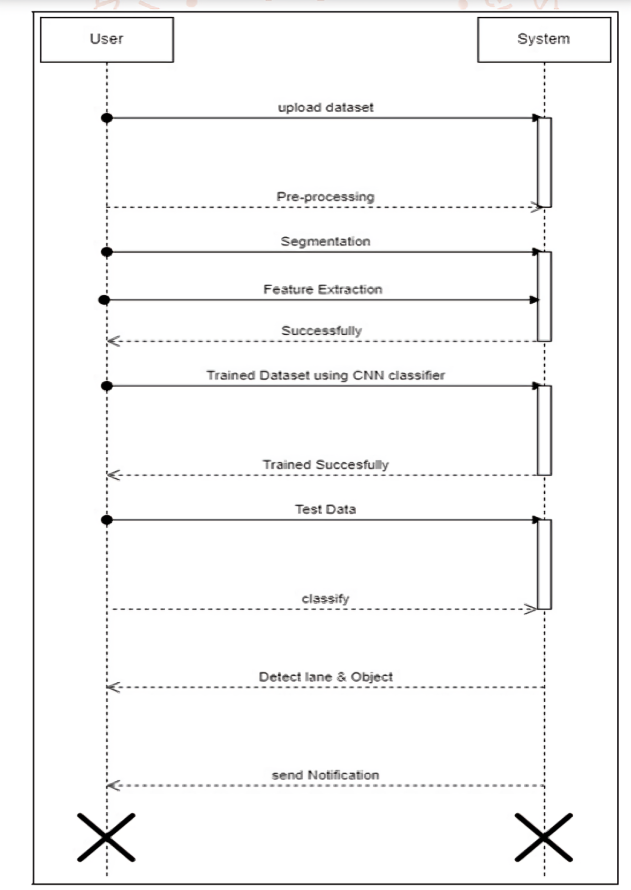 User
System
upload dataset
Pre-processing
Segmentation
Feature Extraction
Successfully
Trained Dataset using CNN classifier
Trained Succesfully
Test Data
classify
Detect lane & Object
send Notification